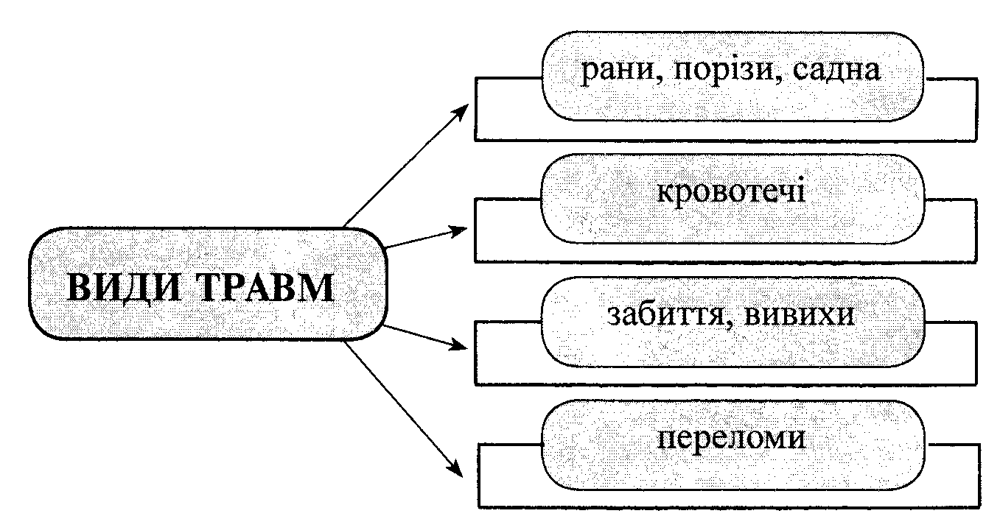 рани, порізи, садна
кровотечі
ВИДИ ТРАВМ
забиття, вивихи
переломи